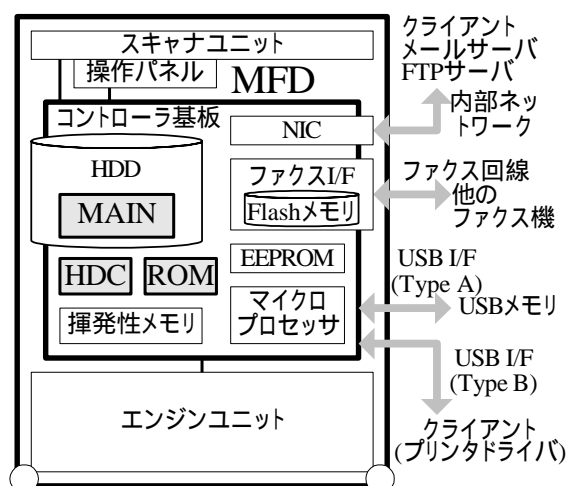 スキャナユニット
操作パネル
MFD
コントローラ基板
NIC
HDD
MAIN
ファクスI/F
Flashメモリ
HDC
ROM
EEPROM
揮発性メモリ
マイクロ
プロセッサ
エンジンユニット
クライアント
メールサーバ
FTPサーバ
内部ネッ
トワーク
ファクス回線
他の
ファクス機
USB I/F
(Type A)
USBメモリ
USB I/F
(Type B)
クライアント
(プリンタドライバ)